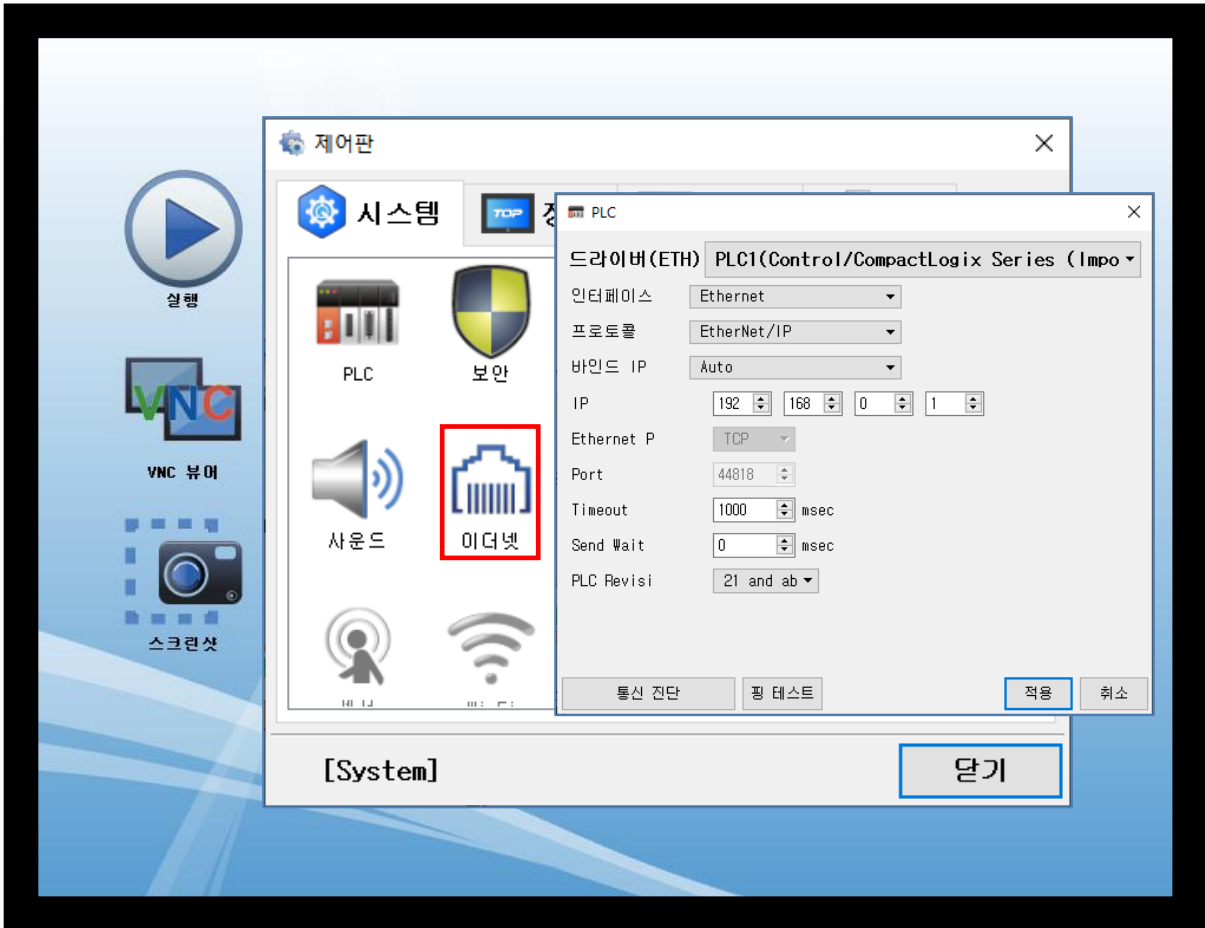 제어판
시스템
TOP
실행
PLC
보안
VNC
VNC 뷰어
사운드
이더넷
스크린샷
[System]
닫기
PLC
드라이버(ETH) PLC1(Control/CompactLogix Series (Impo
인터페이스 Ethernet
프로토콜 EtherNet/IP
바인드 IP Auto
IP 192 168 0 1
Ethernet P TCP
Port 44818
Timeout 1000 msec
Send Wait 0 msec
PLC Revisi 21 and ab
통신 진단 핑 테스트 적용 취소